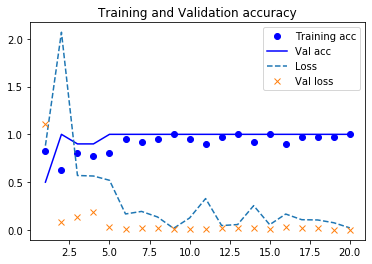 Training and Validation accuracy
Training acc
Val acc
Loss
Val loss
2.0
1.5
1.0
0.5
0.0
2.5 5.0 7.5 10.0 12.5 15.0 17.5 20.0